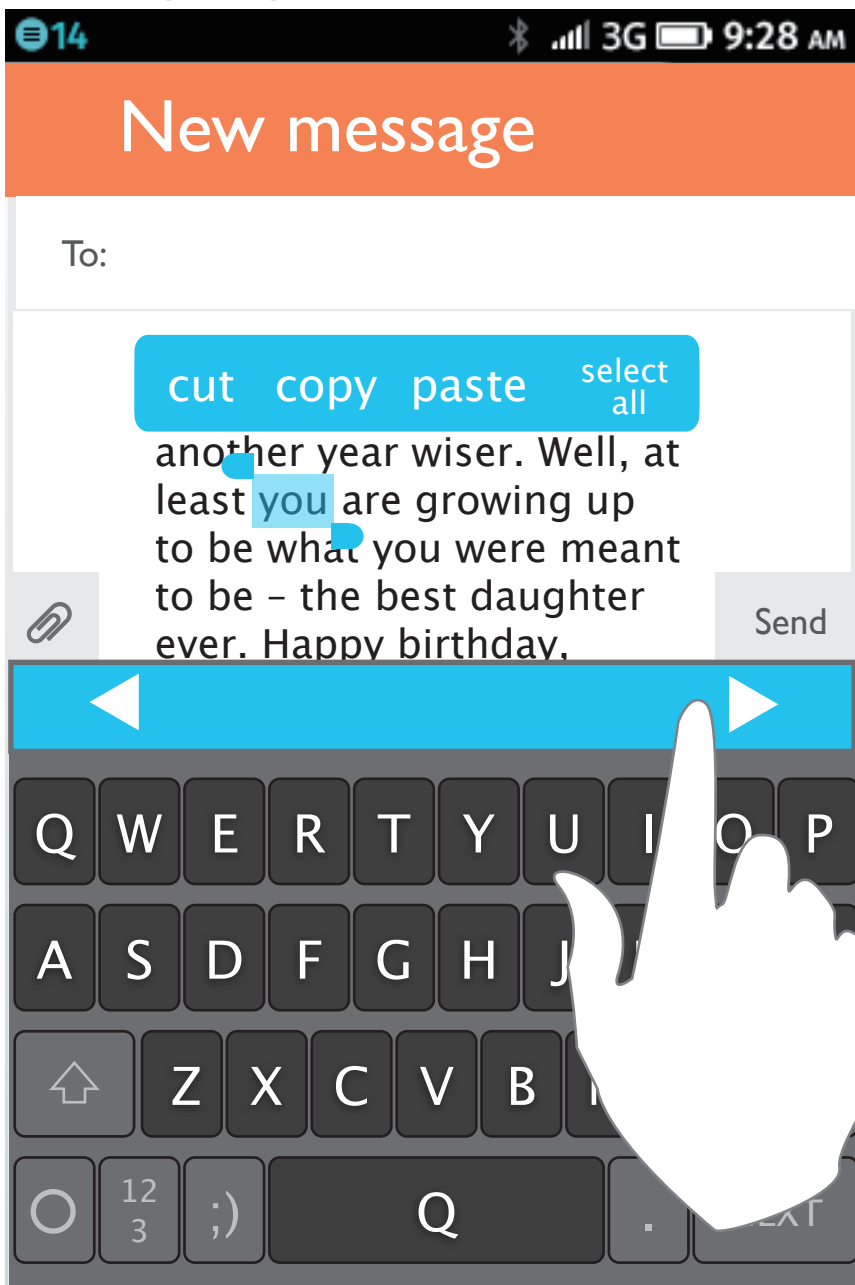 14 3G 9:28 AM
New message
To:
cut copy paste select all
another year wiser. Well, at
least you are growing up
to be what you were meant
to be – the best daughter
ever. Happy birthday,
Send
Q W E R T Y U I O P
A S D F G H J
Z X C V B
12
3 ;) Q .